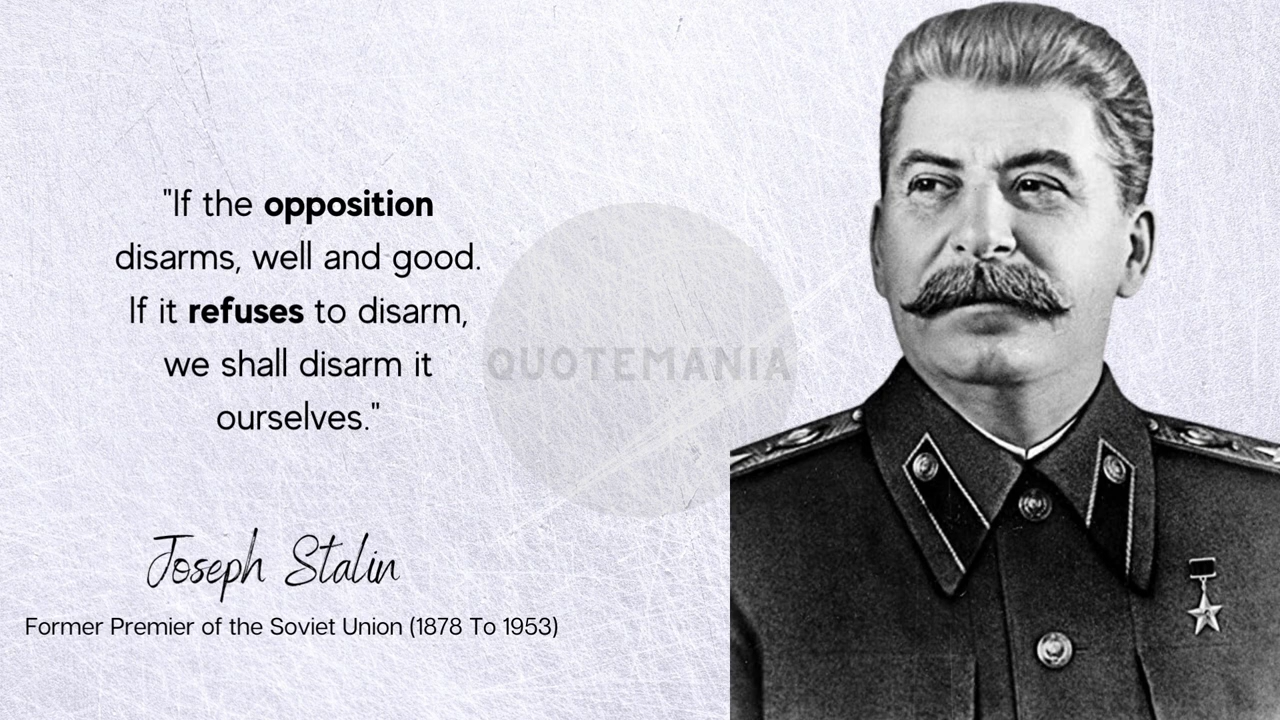 "If the opposition
disarms, well and good.
If it refuses to disarm,
we shall disarm it
ourselves."
QUOTEMANIA
Joseph Stalin
Former Premier of the Soviet Union (1878 To 1953)